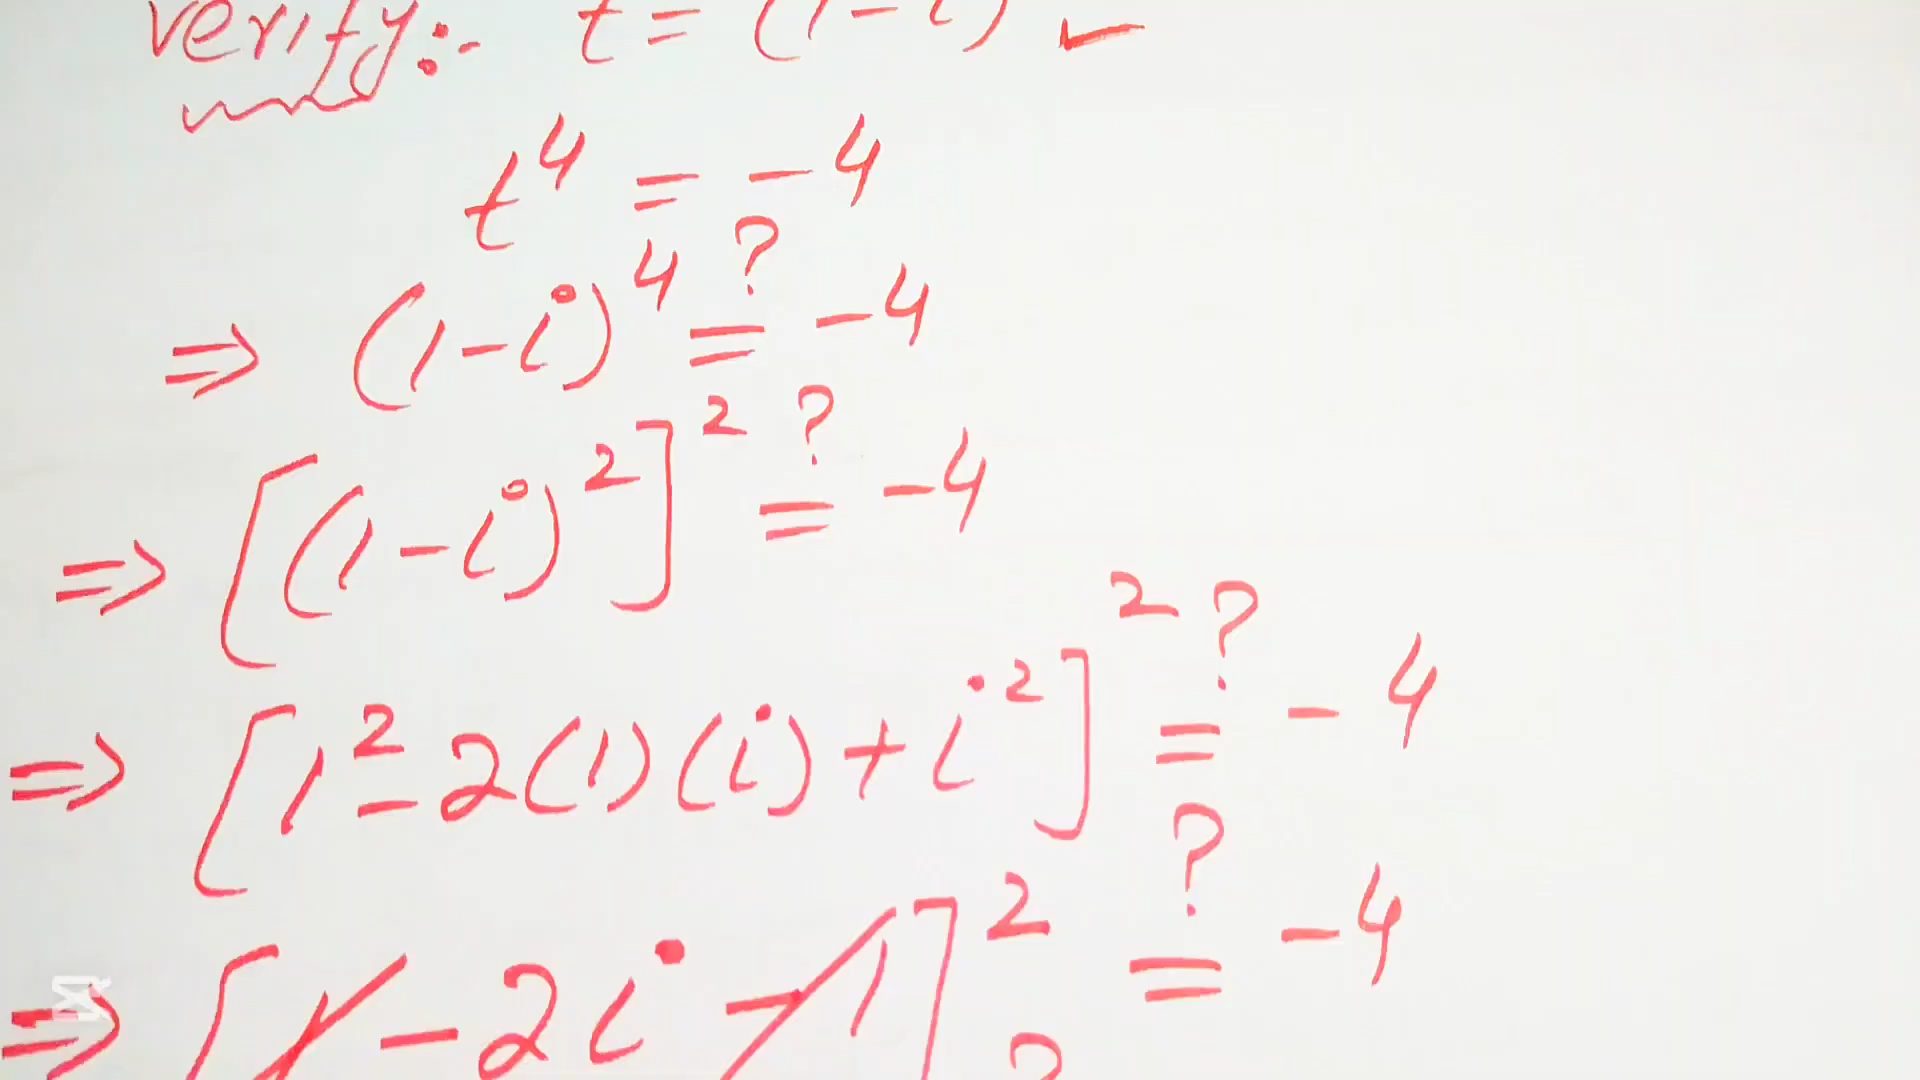 verify:- t = (1-i) ✓
t⁴ = -4
⇒ (1-i)⁴ ?= -4
⇒ [(1-i)²]² ?= -4
⇒ [1² - 2(1)(i) + i²]² ?= -4
⇒ [1 - 2i - 1]² ?= -4
?